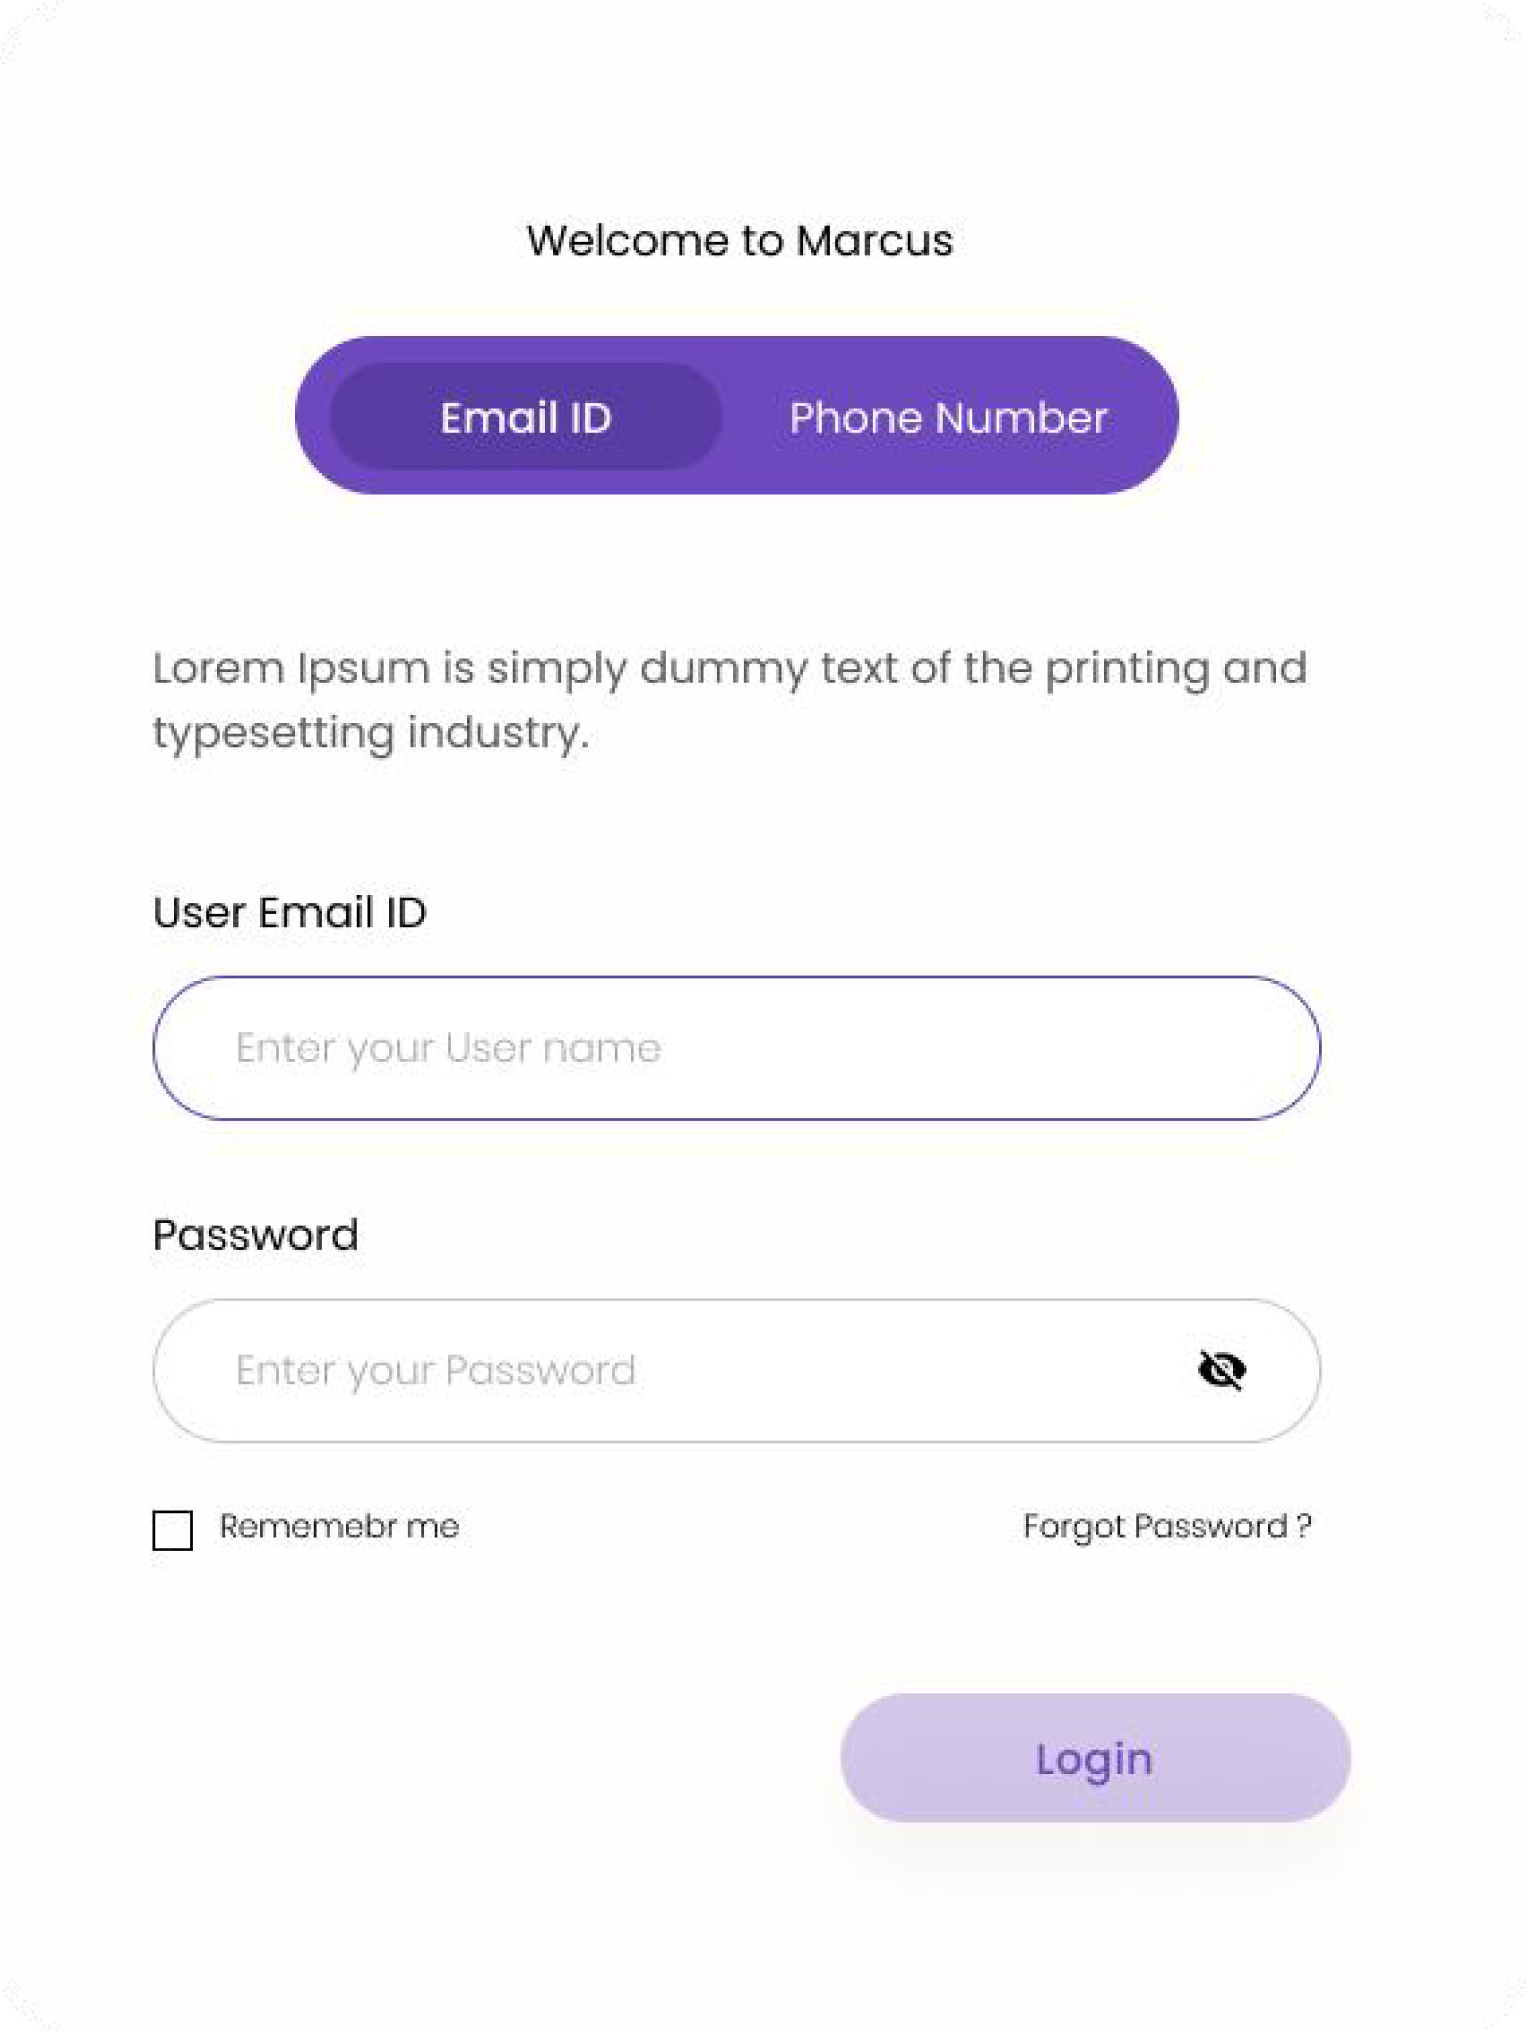 Welcome to Marcus
Email ID
Phone Number
Lorem Ipsum is simply dummy text of the printing and
typesetting industry.
User Email ID
Enter your User name
Password
Enter your Password
Rememebr me
Forgot Password ?
Login